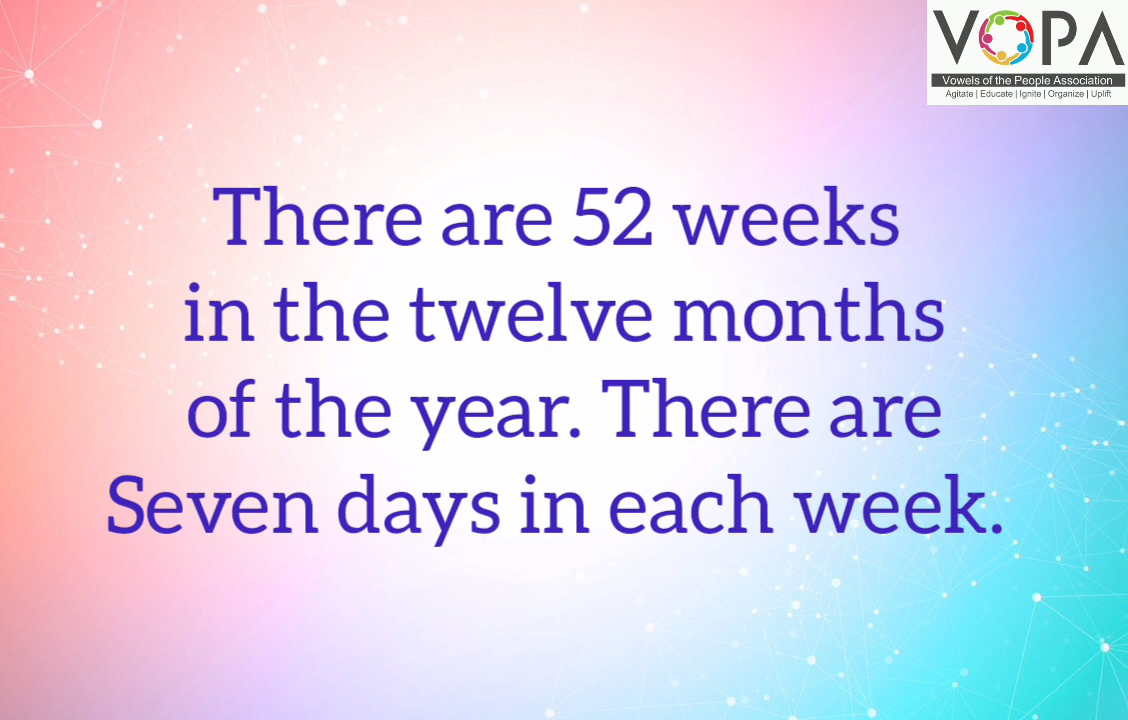 VOPA
Vowels of the People Association
Agitate | Educate | Ignite | Organize | Uplift
There are 52 weeks
in the twelve months
of the year. There are
Seven days in each week.